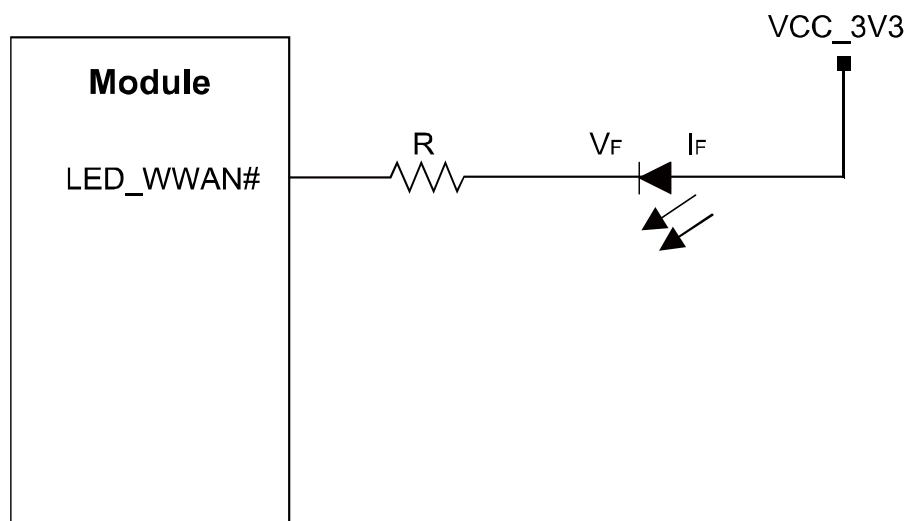 VCC_3V3
Module
R
VF
IF
LED_WWAN#